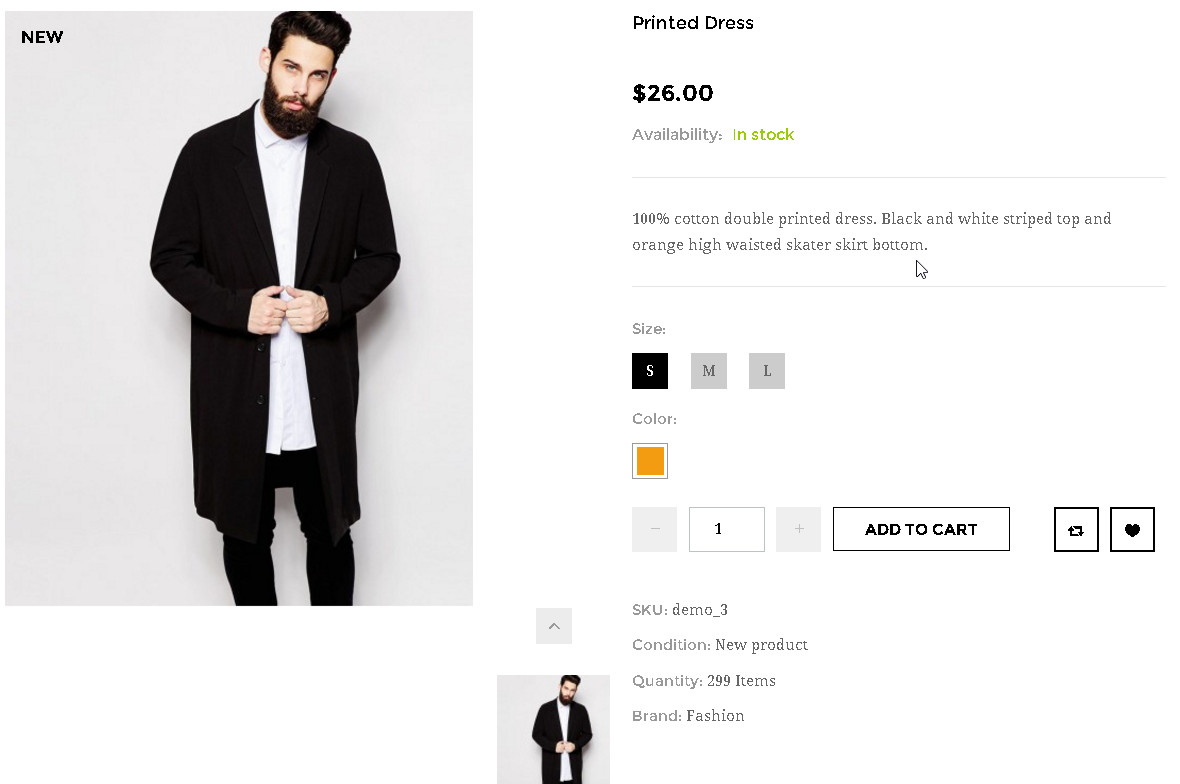 NEW
Printed Dress
$26.00
Availability: In stock
100% cotton double printed dress. Black and white striped top and
orange high waisted skater skirt bottom.
Size:
S M L
Color:
− 1 + ADD TO CART
SKU: demo_3
Condition: New product
Quantity: 299 Items
Brand: Fashion